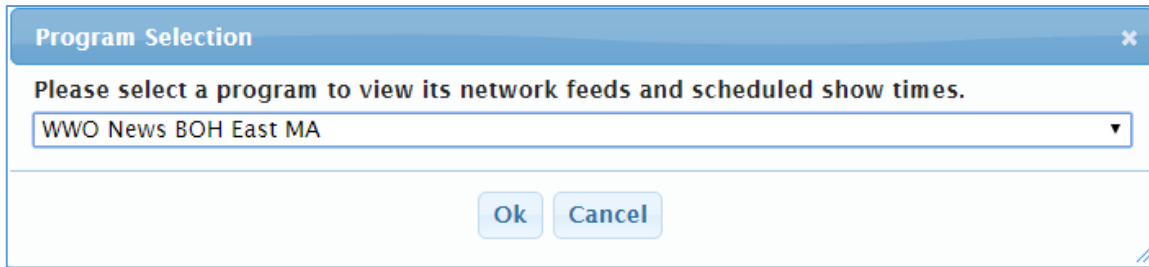 Program Selection
Please select a program to view its network feeds and scheduled show times.
WWO News BOH East MA
Ok Cancel